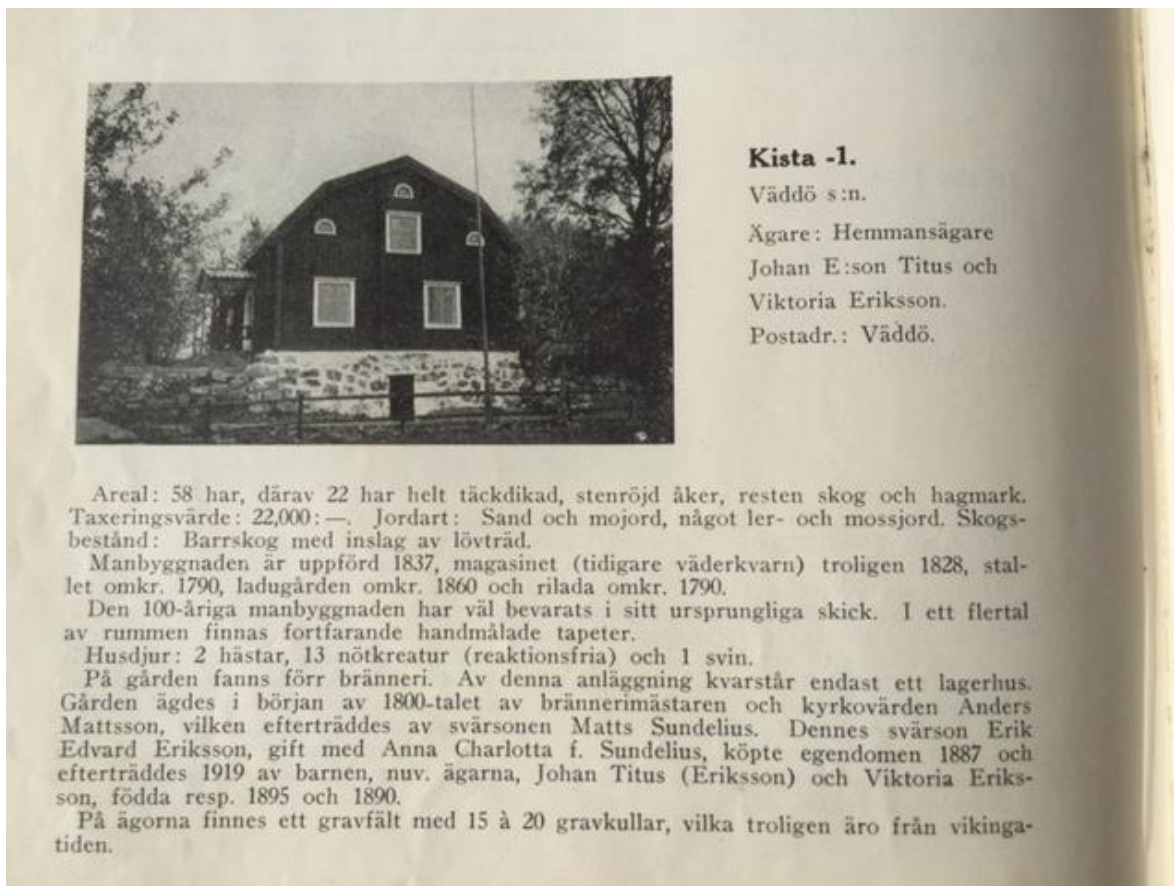 Kista -1.
Väddö s:n.
Ägare: Hemmansägare
Johan E:son Titus och
Viktoria Eriksson.
Postadr.: Väddö.
Areal: 58 har, därav 22 har helt täckdikad, stenröjd åker, resten skog och hagmark.
Taxeringsvärde: 22,000:—. Jordart: Sand och mojord, något ler- och mossjord. Skogs-
bestånd: Barrskog med inslag av lövträd.
Manbyggnaden är uppförd 1837, magasinet (tidigare väderkvarn) troligen 1828, stal-
let omkr. 1790, ladugården omkr. 1860 och rilada omkr. 1790.
Den 100-åriga manbyggnaden har väl bevarats i sitt ursprungliga skick. I ett flertal
av rummen finnas fortfarande handmålade tapeter.
Husdjur: 2 hästar, 13 nötkreatur (reaktionsfria) och 1 svin.
På gården fanns förr bränneri. Av denna anläggning kvarstår endast ett lagerhus.
Gården ägdes i början av 1800-talet av brännerimästaren och kyrkovärden Anders
Mattsson, vilken efterträddes av svärsonen Matts Sundelius. Dennes svärson Erik
Edvard Eriksson, gift med Anna Charlotta f. Sundelius, köpte egendomen 1887 och
efterträddes 1919 av barnen, nuv. ägarna, Johan Titus (Eriksson) och Viktoria Eriks-
son, födda resp. 1895 och 1890.
På ägorna finnes ett gravfält med 15 à 20 gravkullar, vilka troligen äro från vikinga-
tiden.